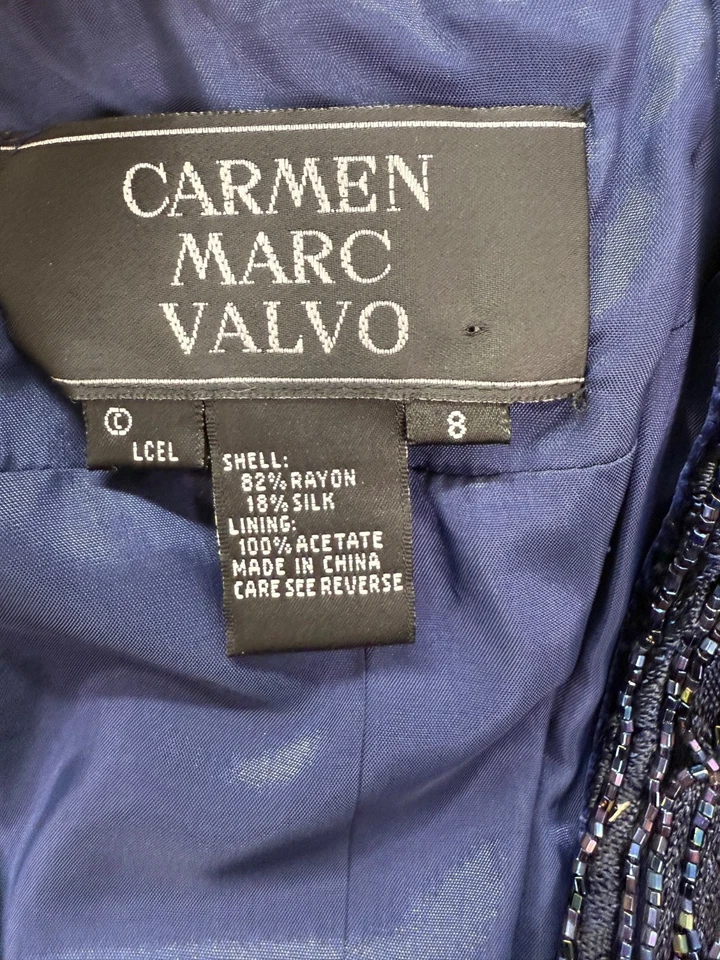 CARMEN
MARC
VALVO
©
LCEL
8
SHELL:
82% RAYON
18% SILK
LINING:
100% ACETATE
MADE IN CHINA
CARE SEE REVERSE